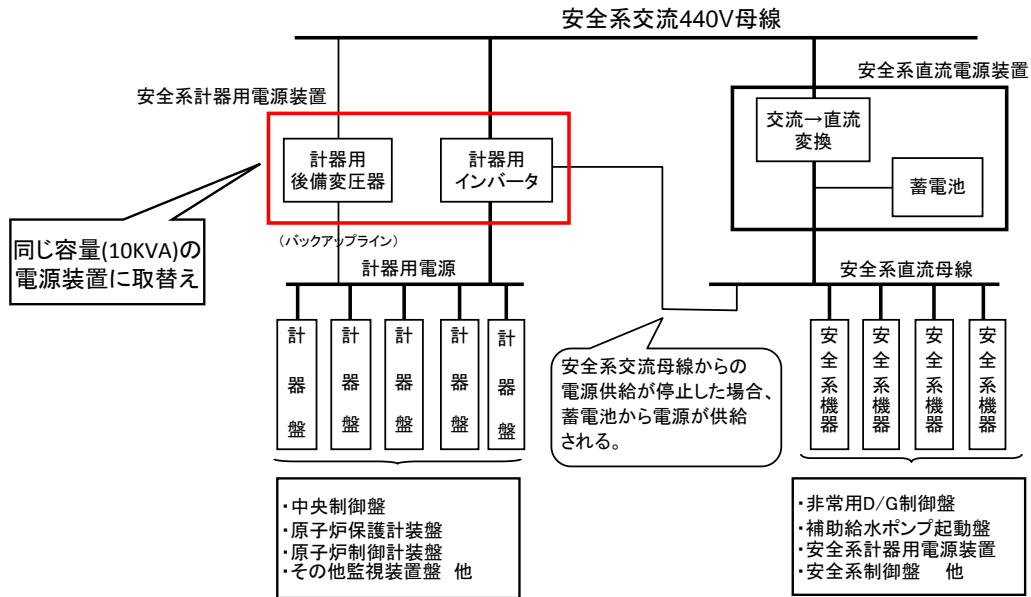 安全系交流440V母線
安全系直流電源装置
安全系計器用電源装置
交流→直流
変換
計器用
後備変圧器
計器用
インバータ
蓄電池
同じ容量(10KVA)の
電源装置に取替え
(バックアップライン)
計器用電源
安全系直流母線
計器盤
計器盤
計器盤
計器盤
計器盤
安全系交流母線からの
電源供給が停止した場合、
蓄電池から電源が供給
される。
安全系機器
安全系機器
安全系機器
安全系機器
・中央制御盤
・原子炉保護計装盤
・原子炉制御計装盤
・その他監視装置盤 他
・非常用D/G制御盤
・補助給水ポンプ起動盤
・安全系計器用電源装置
・安全系制御盤 他